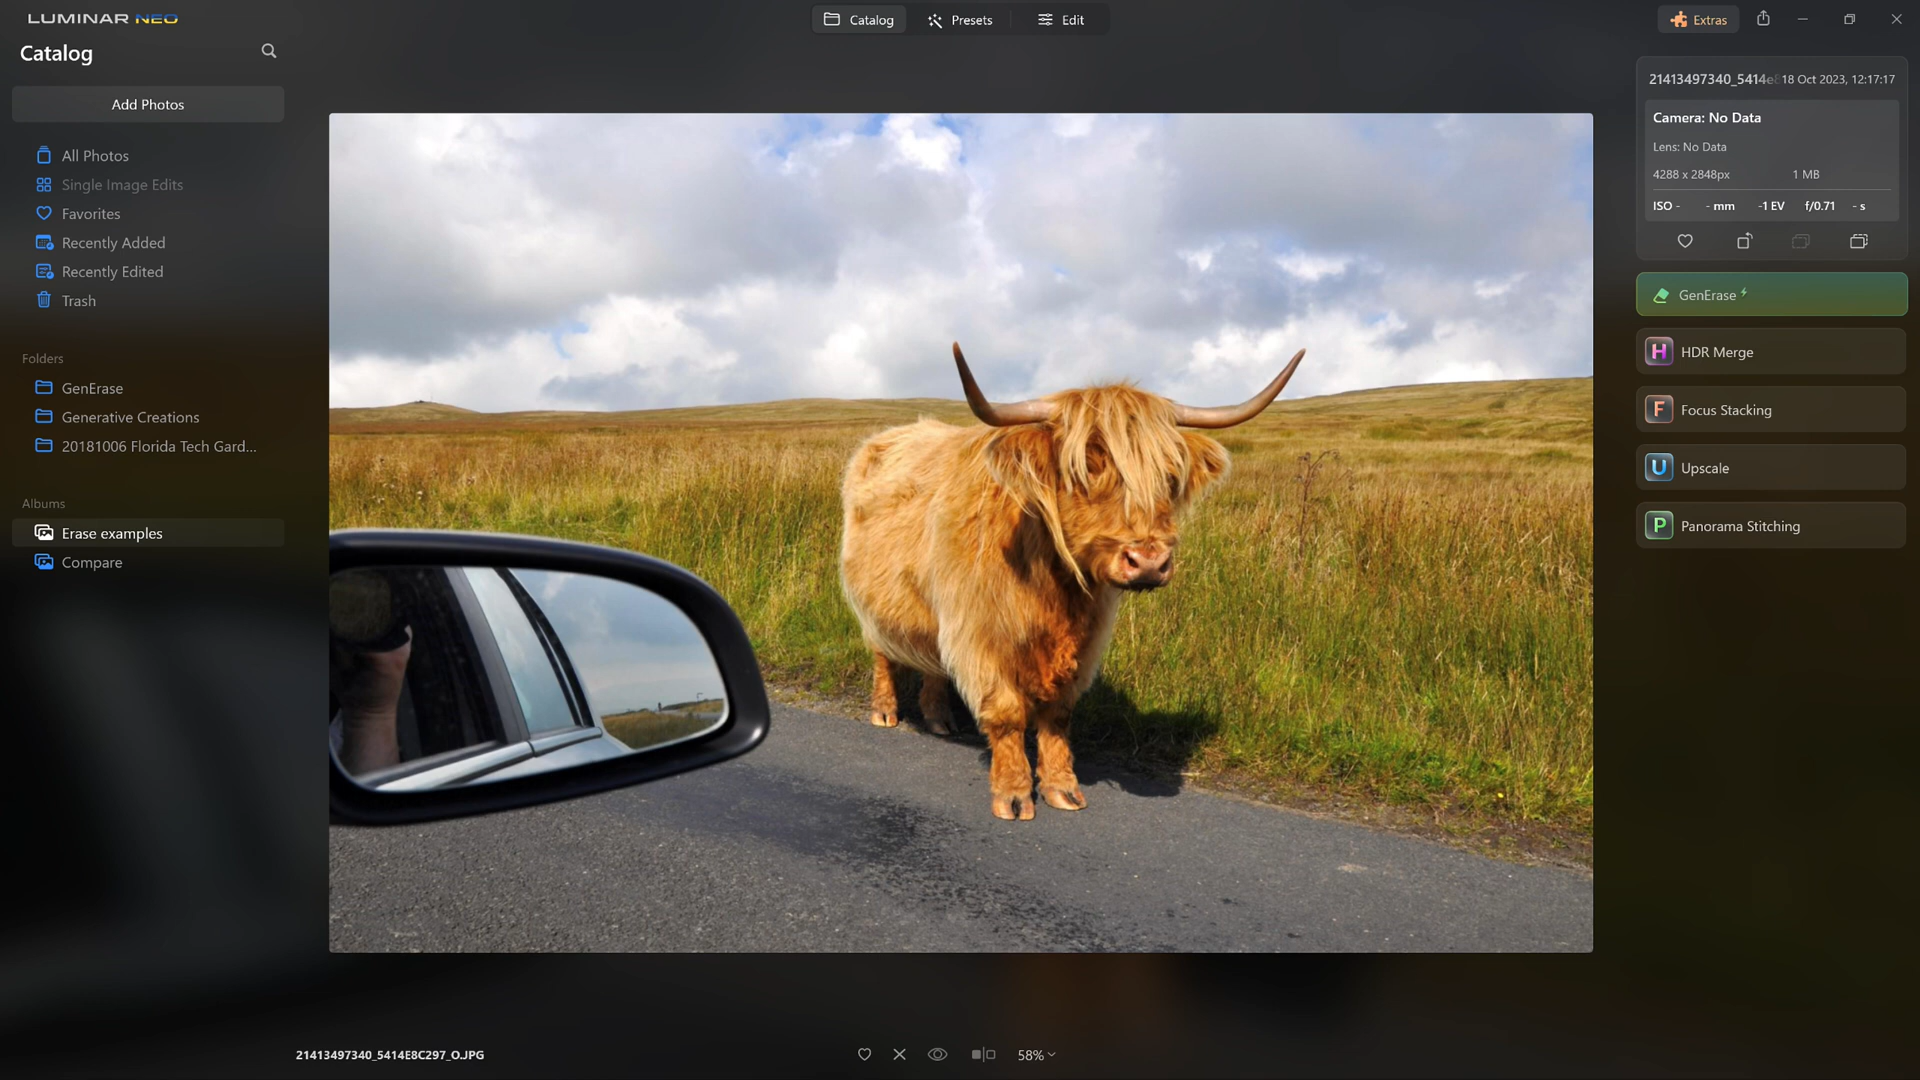 LUMINAR NEO
Catalog
Presets
Edit
Extras
Catalog
Add Photos
All Photos
Single Image Edits
Favorites
Recently Added
Recently Edited
Trash
Folders
GenErase
Generative Creations
20181006 Florida Tech Gard...
Albums
Erase examples
Compare
21413497340_5414e8 18 Oct 2023, 12:17:17
Camera: No Data
Lens: No Data
4288 x 2848px 1 MB
ISO - - mm -1 EV f/0.71 - s
GenErase
H HDR Merge
F Focus Stacking
U Upscale
P Panorama Stitching
21413497340_5414E8C297_O.JPG
58%